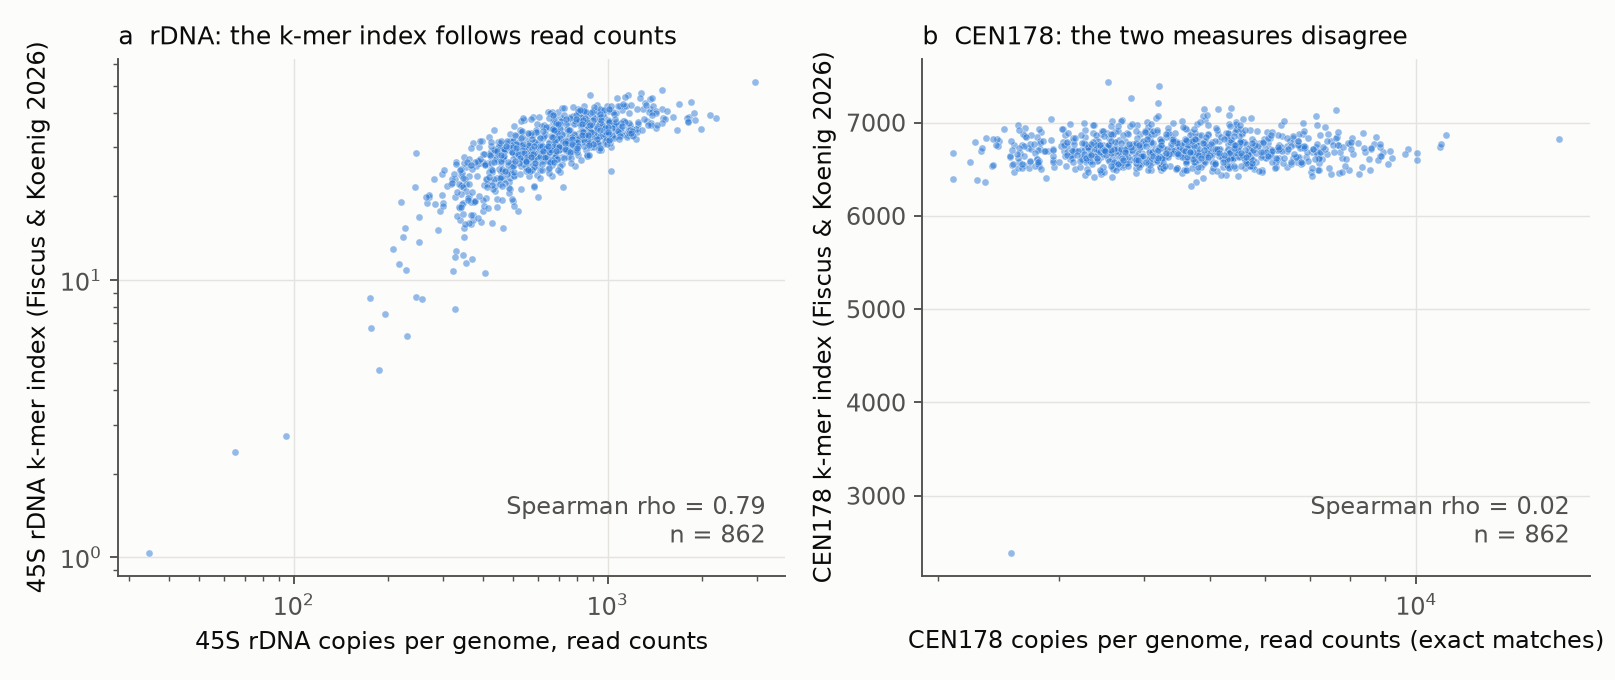 a  rDNA: the k-mer index follows read counts
45S rDNA k-mer index (Fiscus & Koenig 2026)
10¹
10⁰
Spearman rho = 0.79
n = 862
10²
10³
45S rDNA copies per genome, read counts
b  CEN178: the two measures disagree
CEN178 k-mer index (Fiscus & Koenig 2026)
7000
6000
5000
4000
3000
Spearman rho = 0.02
n = 862
10⁴
CEN178 copies per genome, read counts (exact matches)